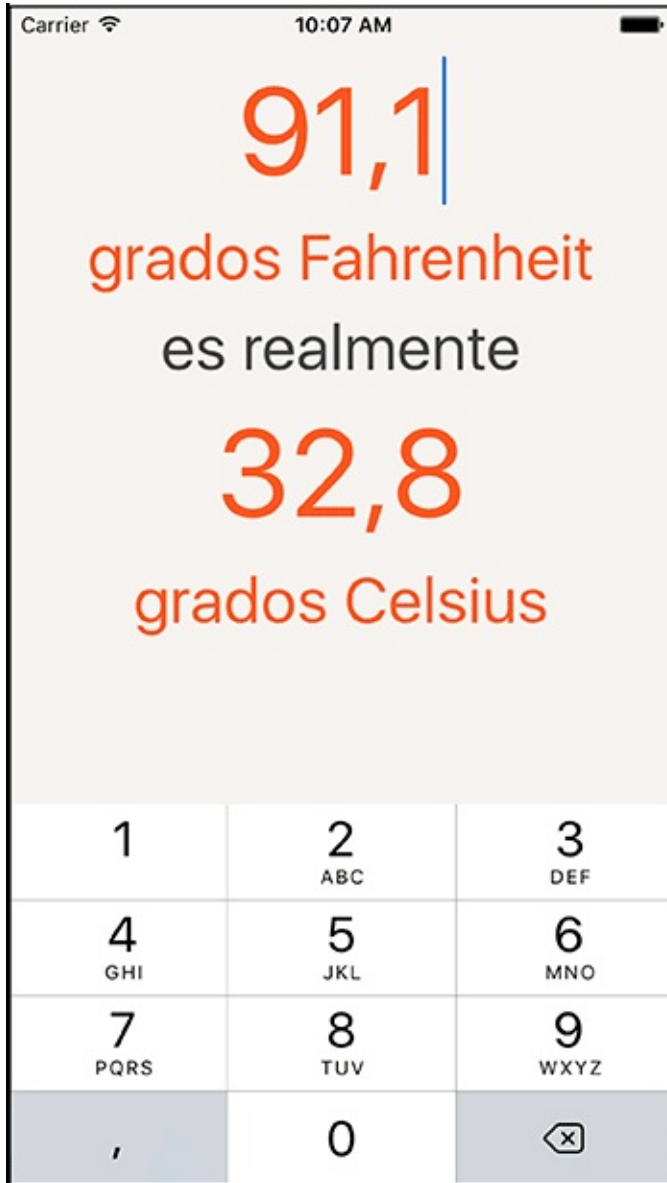 Carrier 10:07 AM
91,1
grados Fahrenheit
es realmente
32,8
grados Celsius
1 2 3
ABC DEF
4 5 6
GHI JKL MNO
7 8 9
PQRS TUV WXYZ
, 0